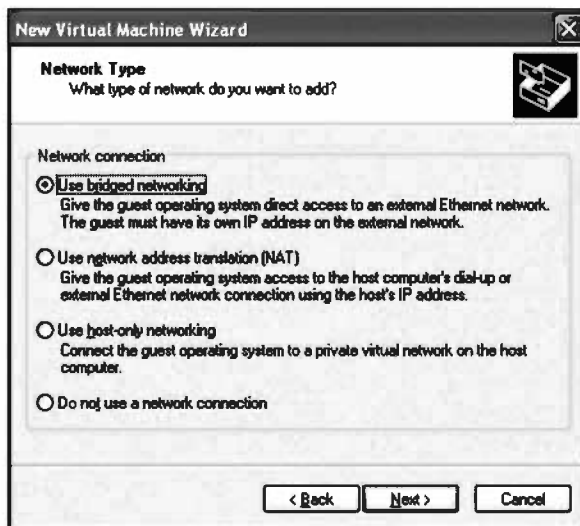 New Virtual Machine Wizard
Network Type
What type of network do you want to add?
Network connection
Use bridged networking
Give the guest operating system direct access to an external Ethernet network.
The guest must have its own IP address on the external network.
Use network address translation (NAT)
Give the guest operating system access to the host computer's dial-up or
external Ethernet network connection using the host's IP address.
Use host-only networking
Connect the guest operating system to a private virtual network on the host
computer.
Do not use a network connection
< Back Next > Cancel